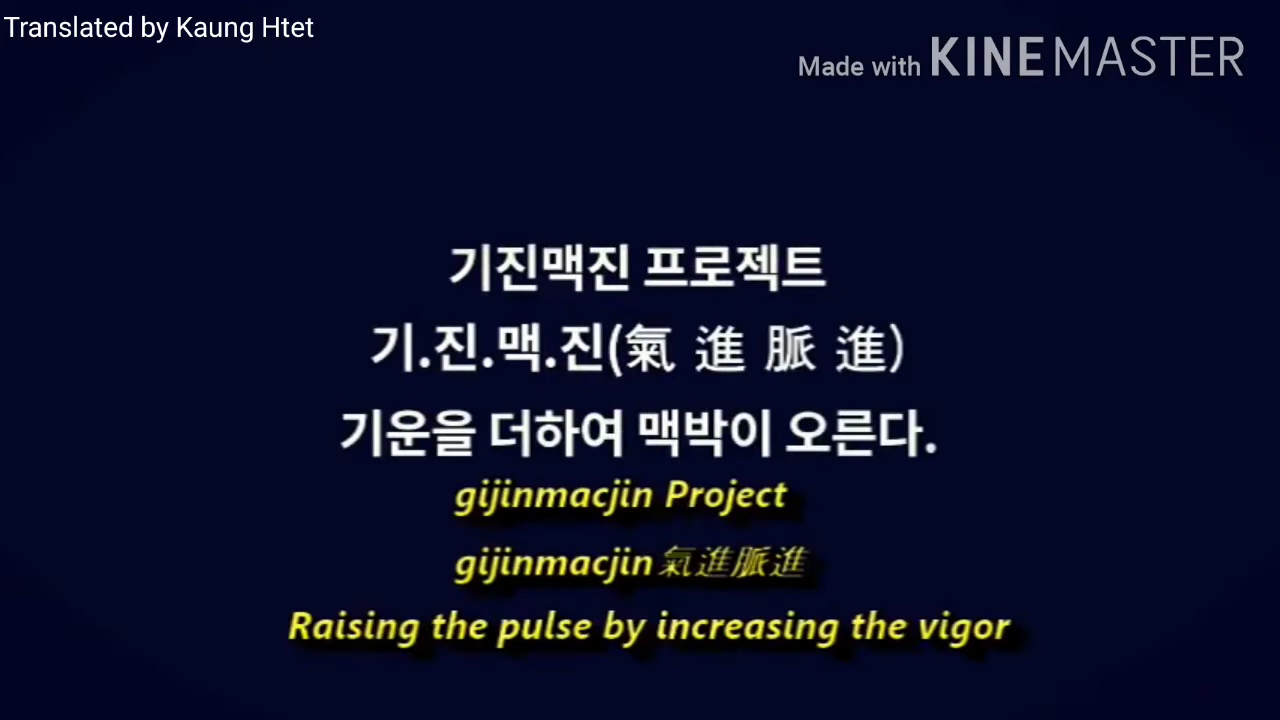 Translated by Kaung Htet
Made with KINEMASTER
기진맥진 프로젝트
기.진.맥.진(氣 進 脈 進)
기운을 더하여 맥박이 오른다.
gijinmacjin Project
gijinmacjin氣進脈進
Raising the pulse by increasing the vigor